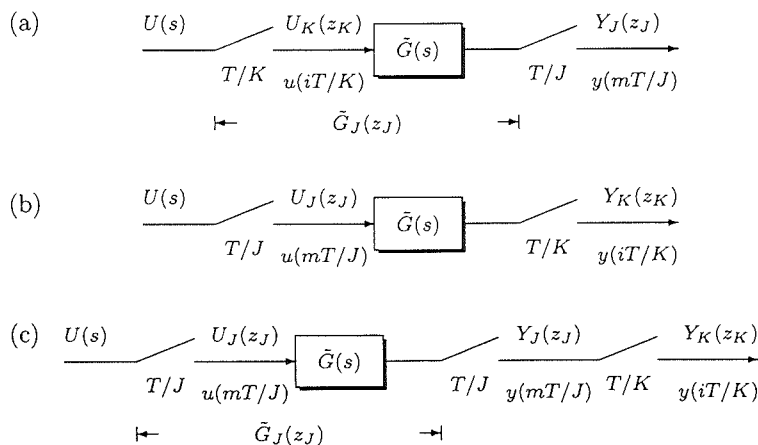 (a)
U(s) U_K(z_K) G̃(s) Y_J(z_J)
T/K u(iT/K) T/J y(mT/J)
G̃_J(z_J)
(b)
U(s) U_J(z_J) G̃(s) Y_K(z_K)
T/J u(mT/J) T/K y(iT/K)
(c)
U(s) U_J(z_J) G̃(s) Y_J(z_J) Y_K(z_K)
T/J u(mT/J) T/J y(mT/J) T/K y(iT/K)
G̃_J(z_J)